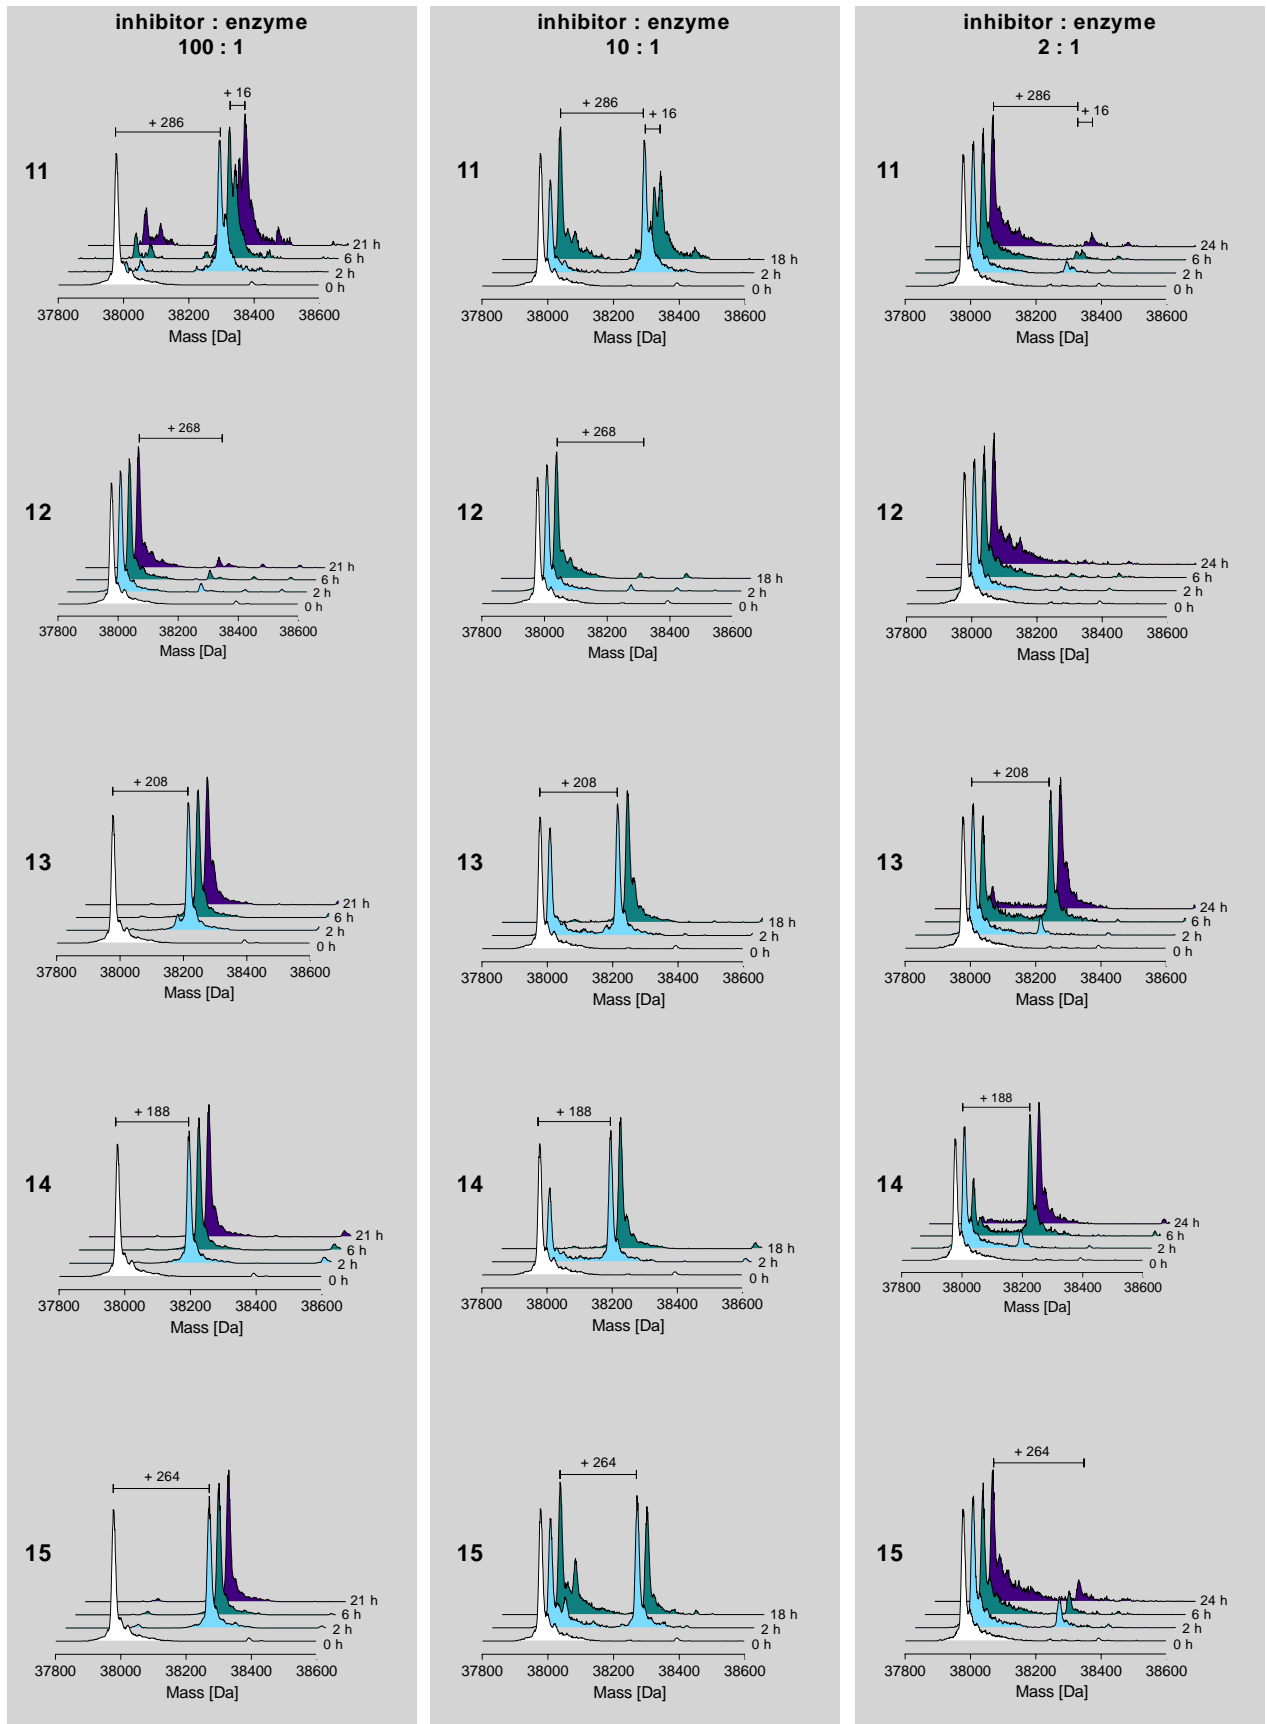 inhibitor : enzyme
100 : 1
11
+ 286
+ 16
21 h
6 h
2 h
0 h
37800 38000 38200 38400 38600
Mass [Da]
12
+ 268
21 h
6 h
2 h
0 h
37800 38000 38200 38400 38600
Mass [Da]
13
+ 208
21 h
6 h
2 h
0 h
37800 38000 38200 38400 38600
Mass [Da]
14
+ 188
21 h
6 h
2 h
0 h
37800 38000 38200 38400 38600
Mass [Da]
15
+ 264
21 h
6 h
2 h
0 h
37800 38000 38200 38400 38600
Mass [Da]
inhibitor : enzyme
10 : 1
11
+ 286
+ 16
18 h
2 h
0 h
37800 38000 38200 38400 38600
Mass [Da]
12
+ 268
18 h
2 h
0 h
37800 38000 38200 38400 38600
Mass [Da]
13
+ 208
18 h
2 h
0 h
37800 38000 38200 38400 38600
Mass [Da]
14
+ 188
18 h
2 h
0 h
37800 38000 38200 38400 38600
Mass [Da]
15
+ 264
18 h
2 h
0 h
37800 38000 38200 38400 38600
Mass [Da]
inhibitor : enzyme
2 : 1
11
+ 286
+ 16
24 h
6 h
2 h
0 h
37800 38000 38200 38400 38600
Mass [Da]
12
24 h
6 h
2 h
0 h
37800 38000 38200 38400 38600
Mass [Da]
13
+ 208
24 h
6 h
2 h
0 h
37800 38000 38200 38400 38600
Mass [Da]
14
+ 188
24 h
6 h
2 h
0 h
37800 38000 38200 38400 38600
Mass [Da]
15
+ 264
24 h
6 h
2 h
0 h
37800 38000 38200 38400 38600
Mass [Da]